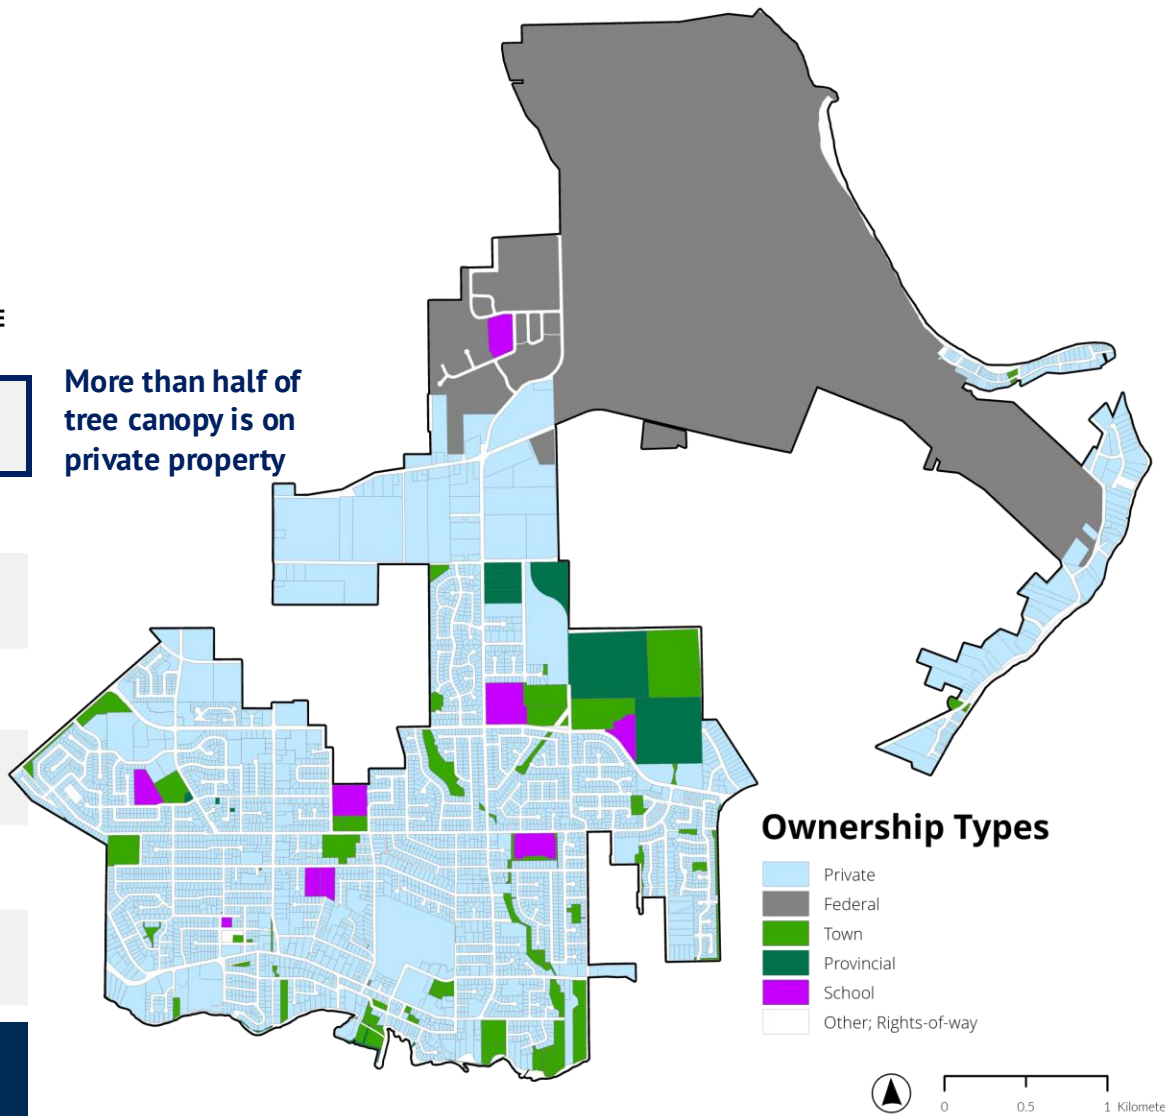 E
More than half of
tree canopy is on
private property
Ownership Types
Private
Federal
Town
Provincial
School
Other; Rights-of-way
0 0.5 1 Kilomete